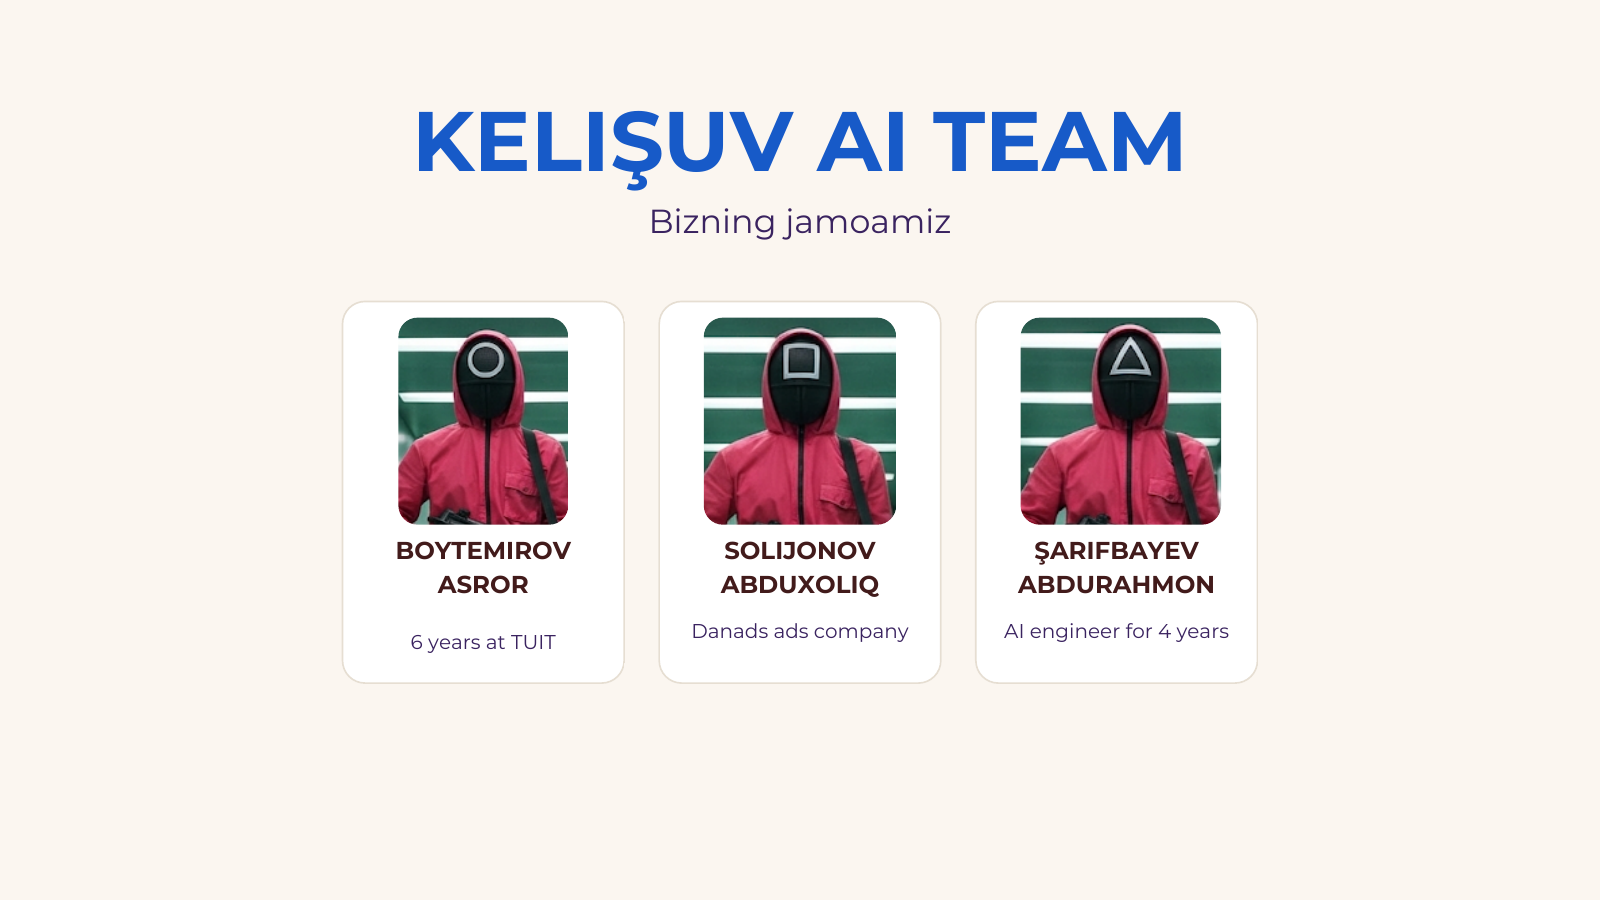 KELIŞUV AI TEAM
Bizning jamoamiz
BOYTEMIROV
ASROR
6 years at TUIT
SOLIJONOV
ABDUXOLIQ
Danads ads company
ŞARIFBAYEV
ABDURAHMON
AI engineer for 4 years